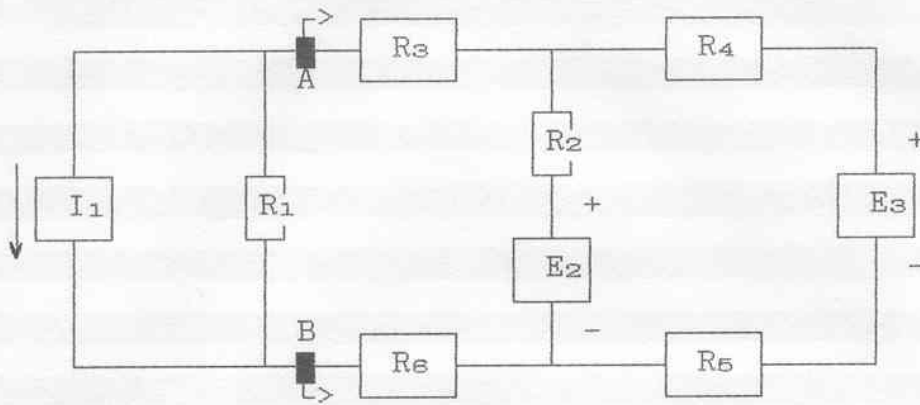 A
R3
R4
R2
+
+
I1
R1
E3
E2
-
-
B
R6
R5